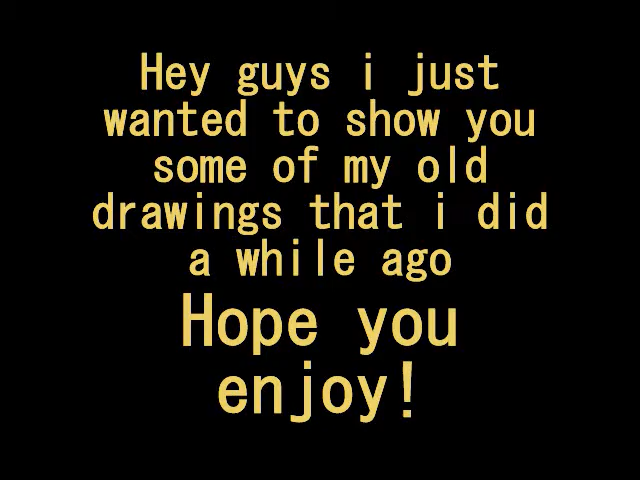 Hey guys i just
wanted to show you
some of my old
drawings that i did
a while ago
Hope you
enjoy!